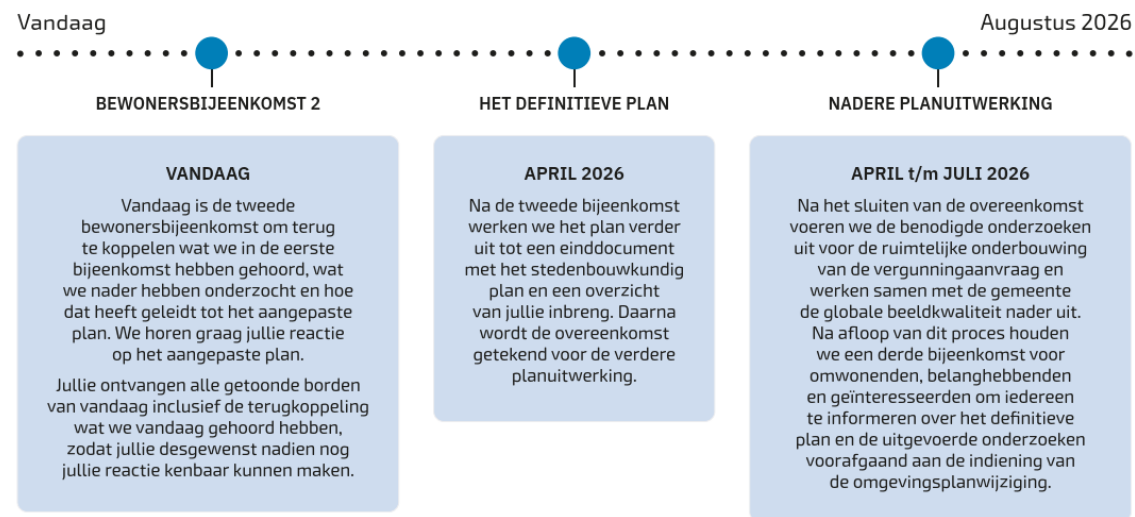 Vandaag
Augustus 2026
BEWONERSBIJEENKOMST 2
HET DEFINITIEVE PLAN
NADERE PLANUITWERKING
VANDAAG
Vandaag is de tweede
bewonersbijeenkomst om terug
te koppelen wat we in de eerste
bijeenkomst hebben gehoord, wat
we nader hebben onderzocht en hoe
dat heeft geleidt tot het aangepaste
plan. We horen graag jullie reactie
op het aangepaste plan.
Jullie ontvangen alle getoonde borden
van vandaag inclusief de terugkoppeling
wat we vandaag gehoord hebben,
zodat jullie desgewenst nadien nog
jullie reactie kenbaar kunnen maken.
APRIL 2026
Na de tweede bijeenkomst
werken we het plan verder
uit tot een einddocument
met het stedenbouwkundig
plan en een overzicht
van jullie inbreng. Daarna
wordt de overeenkomst
getekend voor de verdere
planuitwerking.
APRIL t/m JULI 2026
Na het sluiten van de overeenkomst
voeren we de benodigde onderzoeken
uit voor de ruimtelijke onderbouwing
van de vergunningaanvraag en
werken samen met de gemeente
de globale beeldkwaliteit nader uit.
Na afloop van dit proces houden
we een derde bijeenkomst voor
omwonenden, belanghebbenden
en geïnteresseerden om iedereen
te informeren over het definitieve
plan en de uitgevoerde onderzoeken
voorafgaand aan de indiening van
de omgevingsplanwijziging.